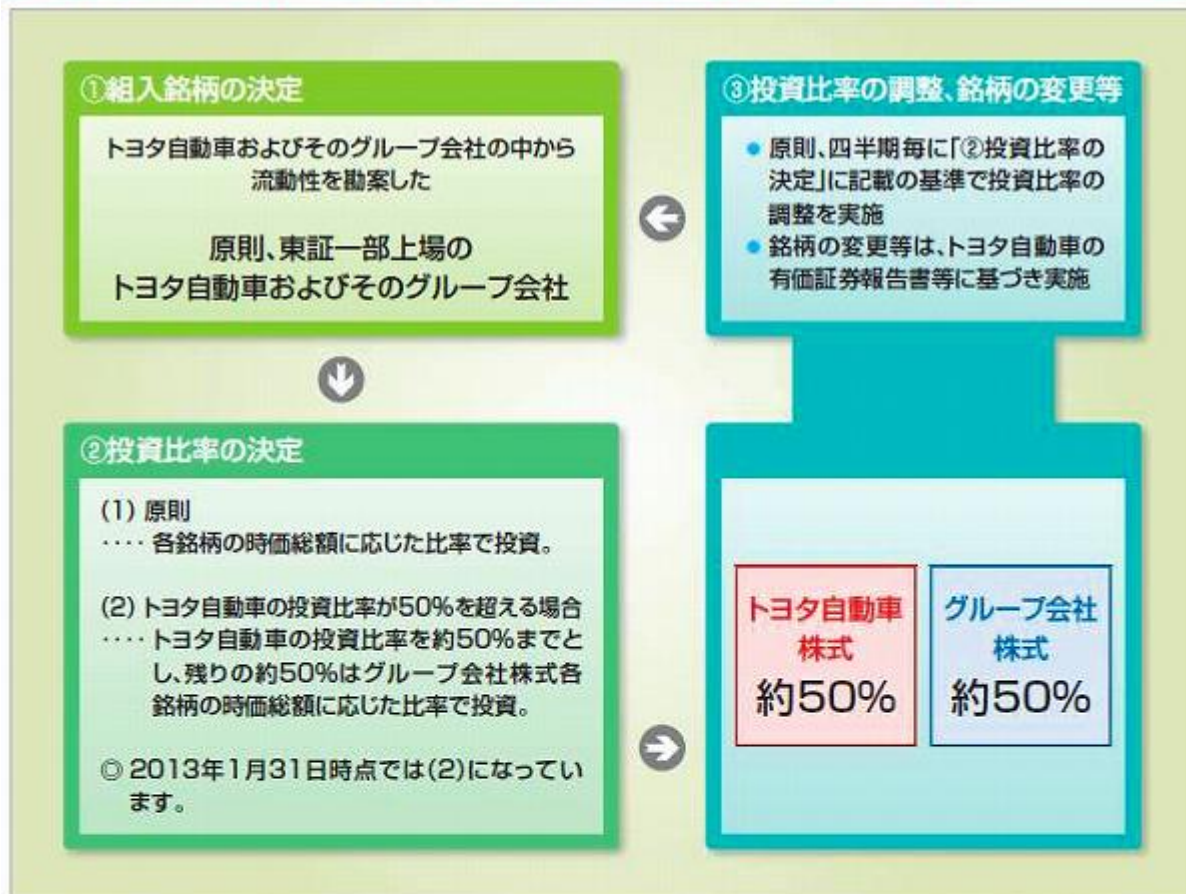 ①組入銘柄の決定
トヨタ自動車およびそのグループ会社の中から
流動性を勘案した
原則、東証一部上場の
トヨタ自動車およびそのグループ会社
②投資比率の決定
(1) 原則
‥‥ 各銘柄の時価総額に応じた比率で投資。
(2) トヨタ自動車の投資比率が50%を超える場合
‥‥ トヨタ自動車の投資比率を約50%までと
し、残りの約50%はグループ会社株式各
銘柄の時価総額に応じた比率で投資。
◎ 2013年1月31日時点では(2)になってい
ます。
トヨタ自動車
株式
約50%
グループ会社
株式
約50%
③投資比率の調整、銘柄の変更等
● 原則、四半期毎に「②投資比率の
決定」に記載の基準で投資比率の
調整を実施
● 銘柄の変更等は、トヨタ自動車の
有価証券報告書等に基づき実施